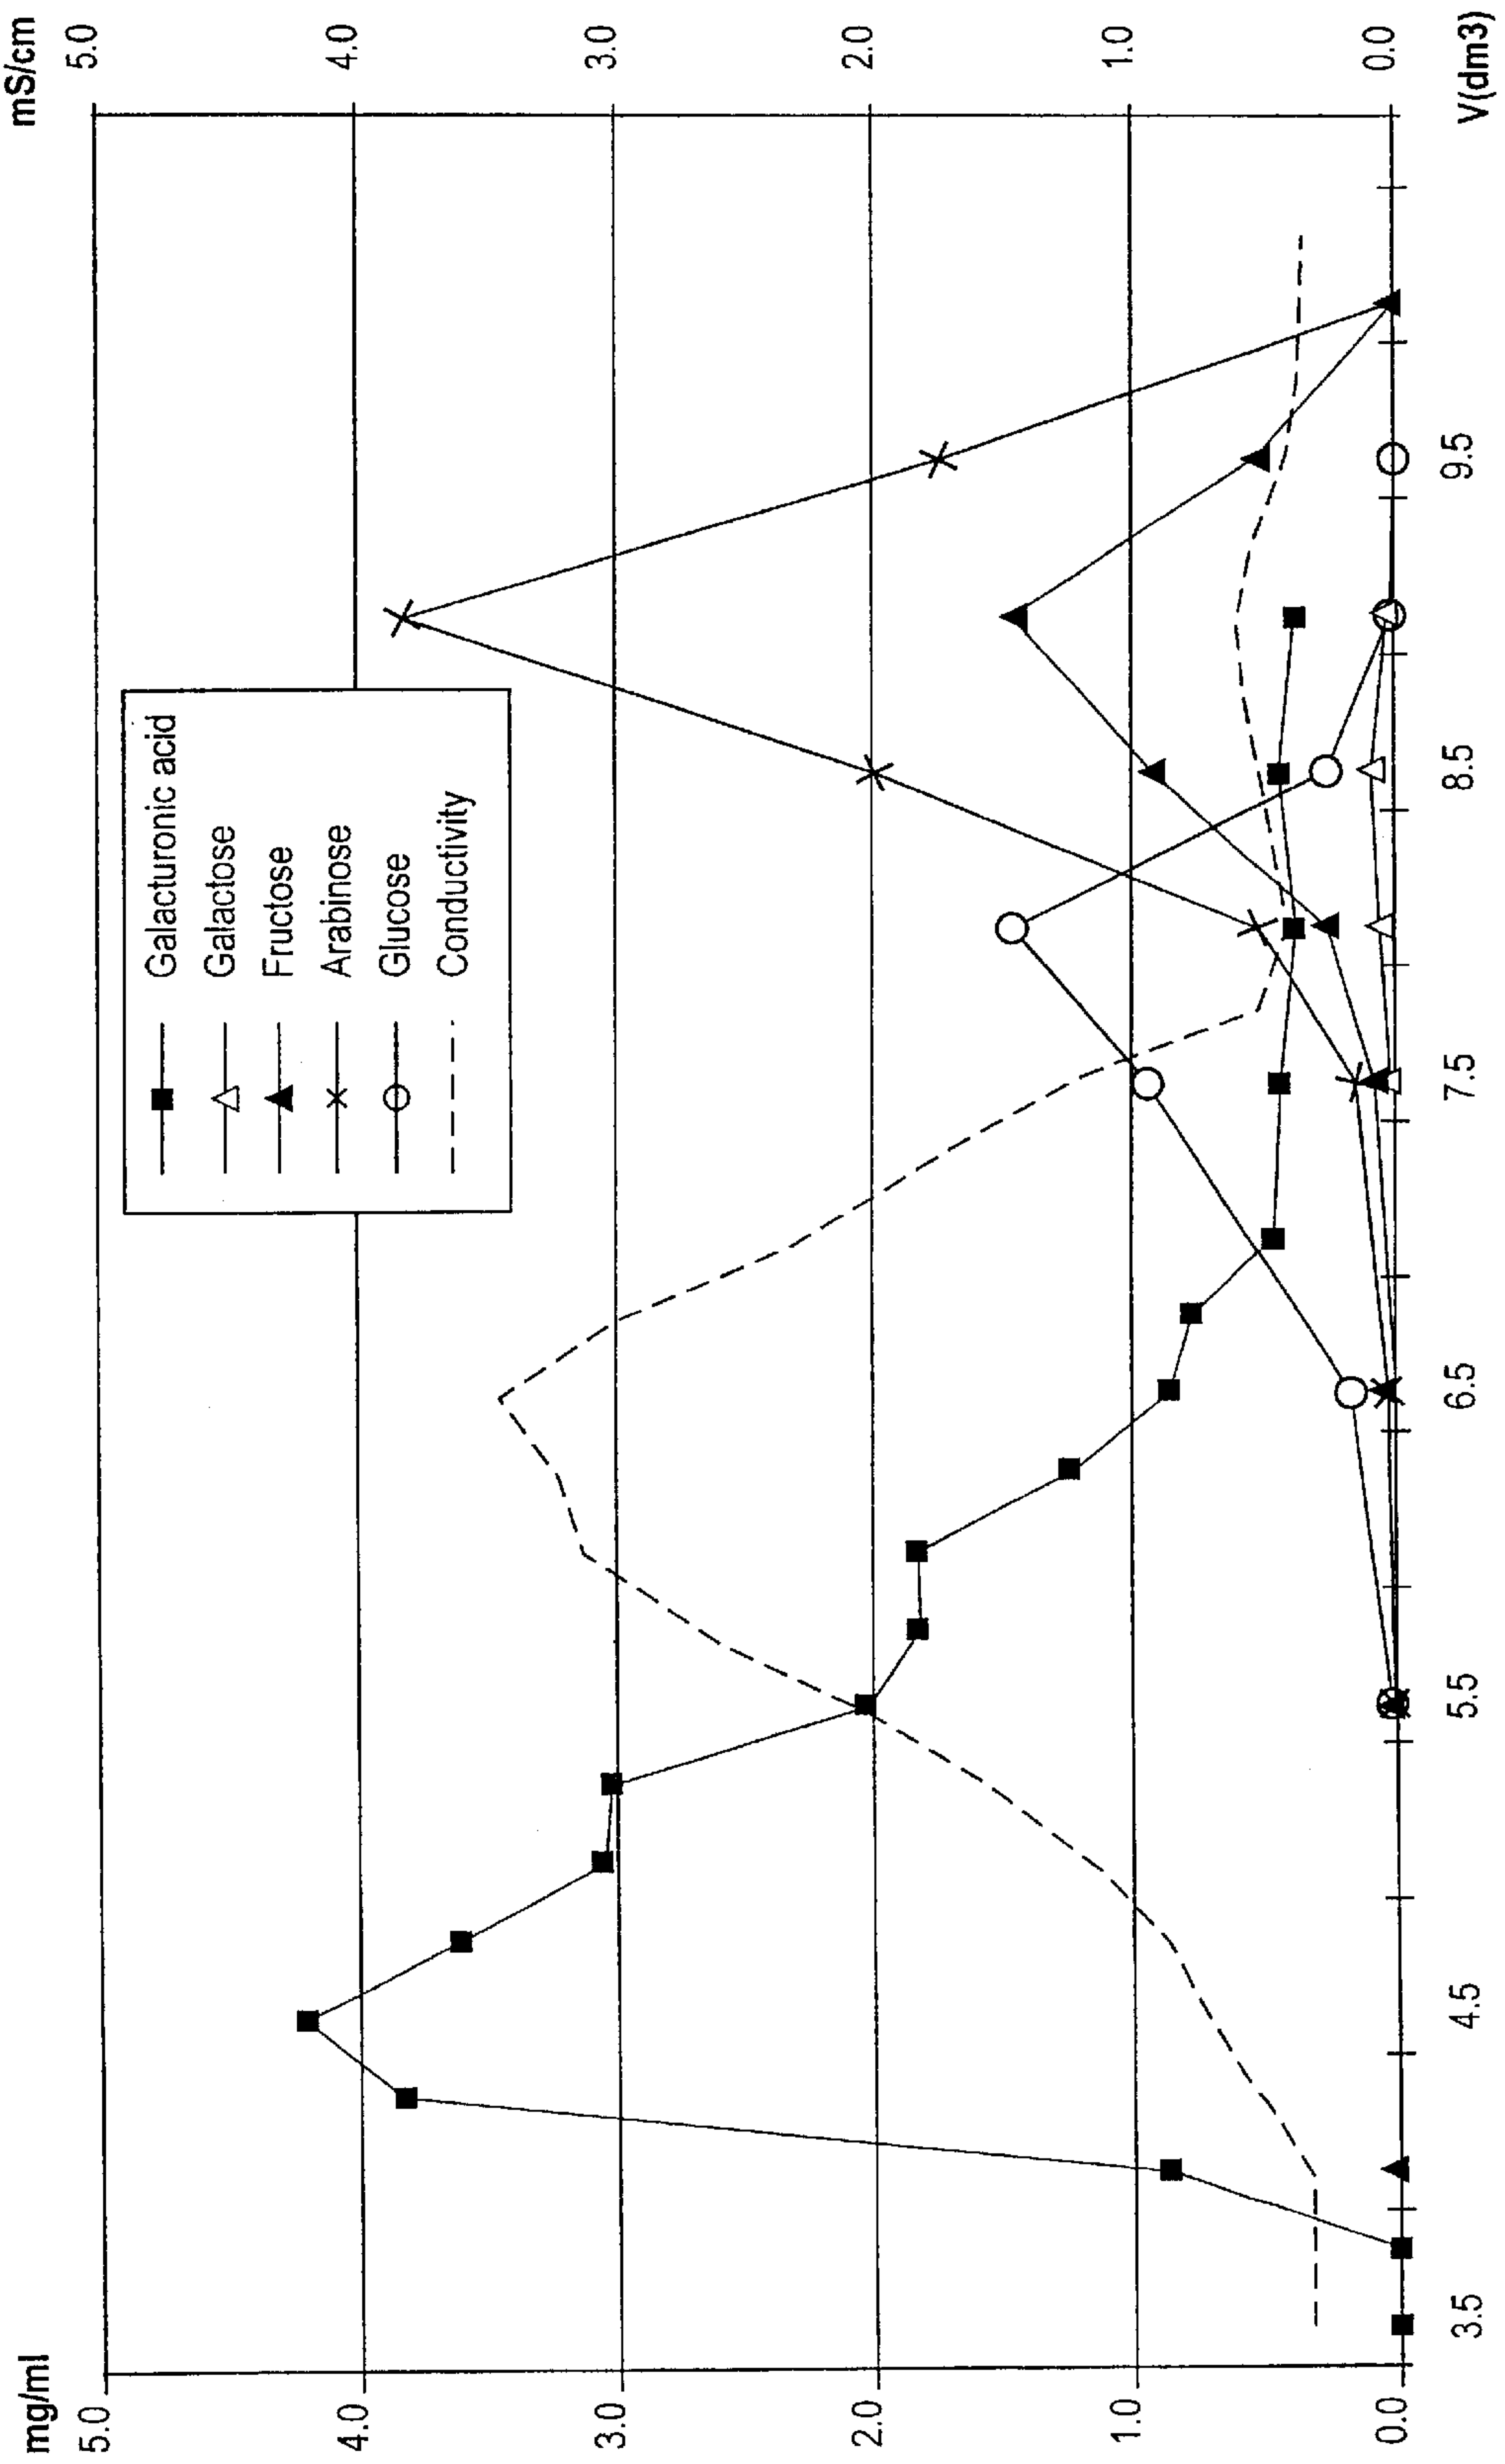 mg/ml
mS/cm
5.0
4.0
3.0
2.0
1.0
0.0
5.0
4.0
3.0
2.0
1.0
0.0
Galacturonic acid
Galactose
Fructose
Arabinose
Glucose
Conductivity
3.5 4.5 5.5 6.5 7.5 8.5 9.5 V(dm3)